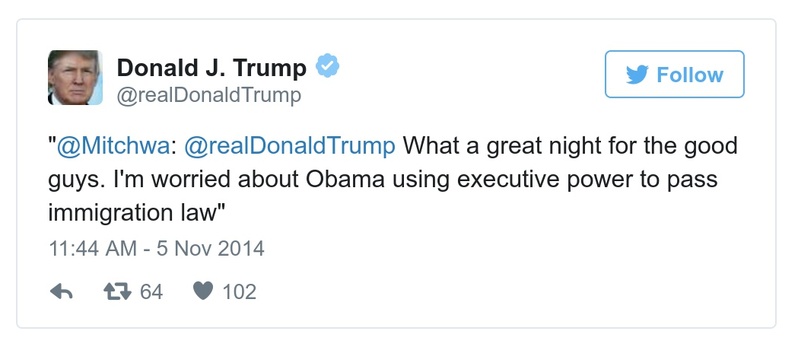 Donald J. Trump
@realDonaldTrump
Follow
"@Mitchwa: @realDonaldTrump What a great night for the good
guys. I'm worried about Obama using executive power to pass
immigration law"
11:44 AM - 5 Nov 2014
64 102